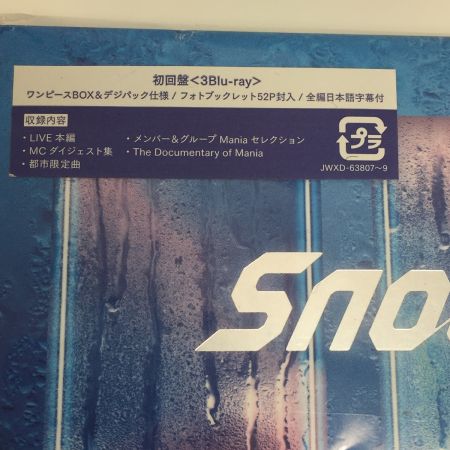 初回盤<3Blu-ray>
ワンピースBOX&デジパック仕様 / フォトブックレット52P封入 / 全編日本語字幕付
収録内容
・LIVE 本編
・MC ダイジェスト集
・都市限定曲
・メンバー&グループ Mania セレクション
・The Documentary of Mania
プラ
JWXD-63807~9
Sno